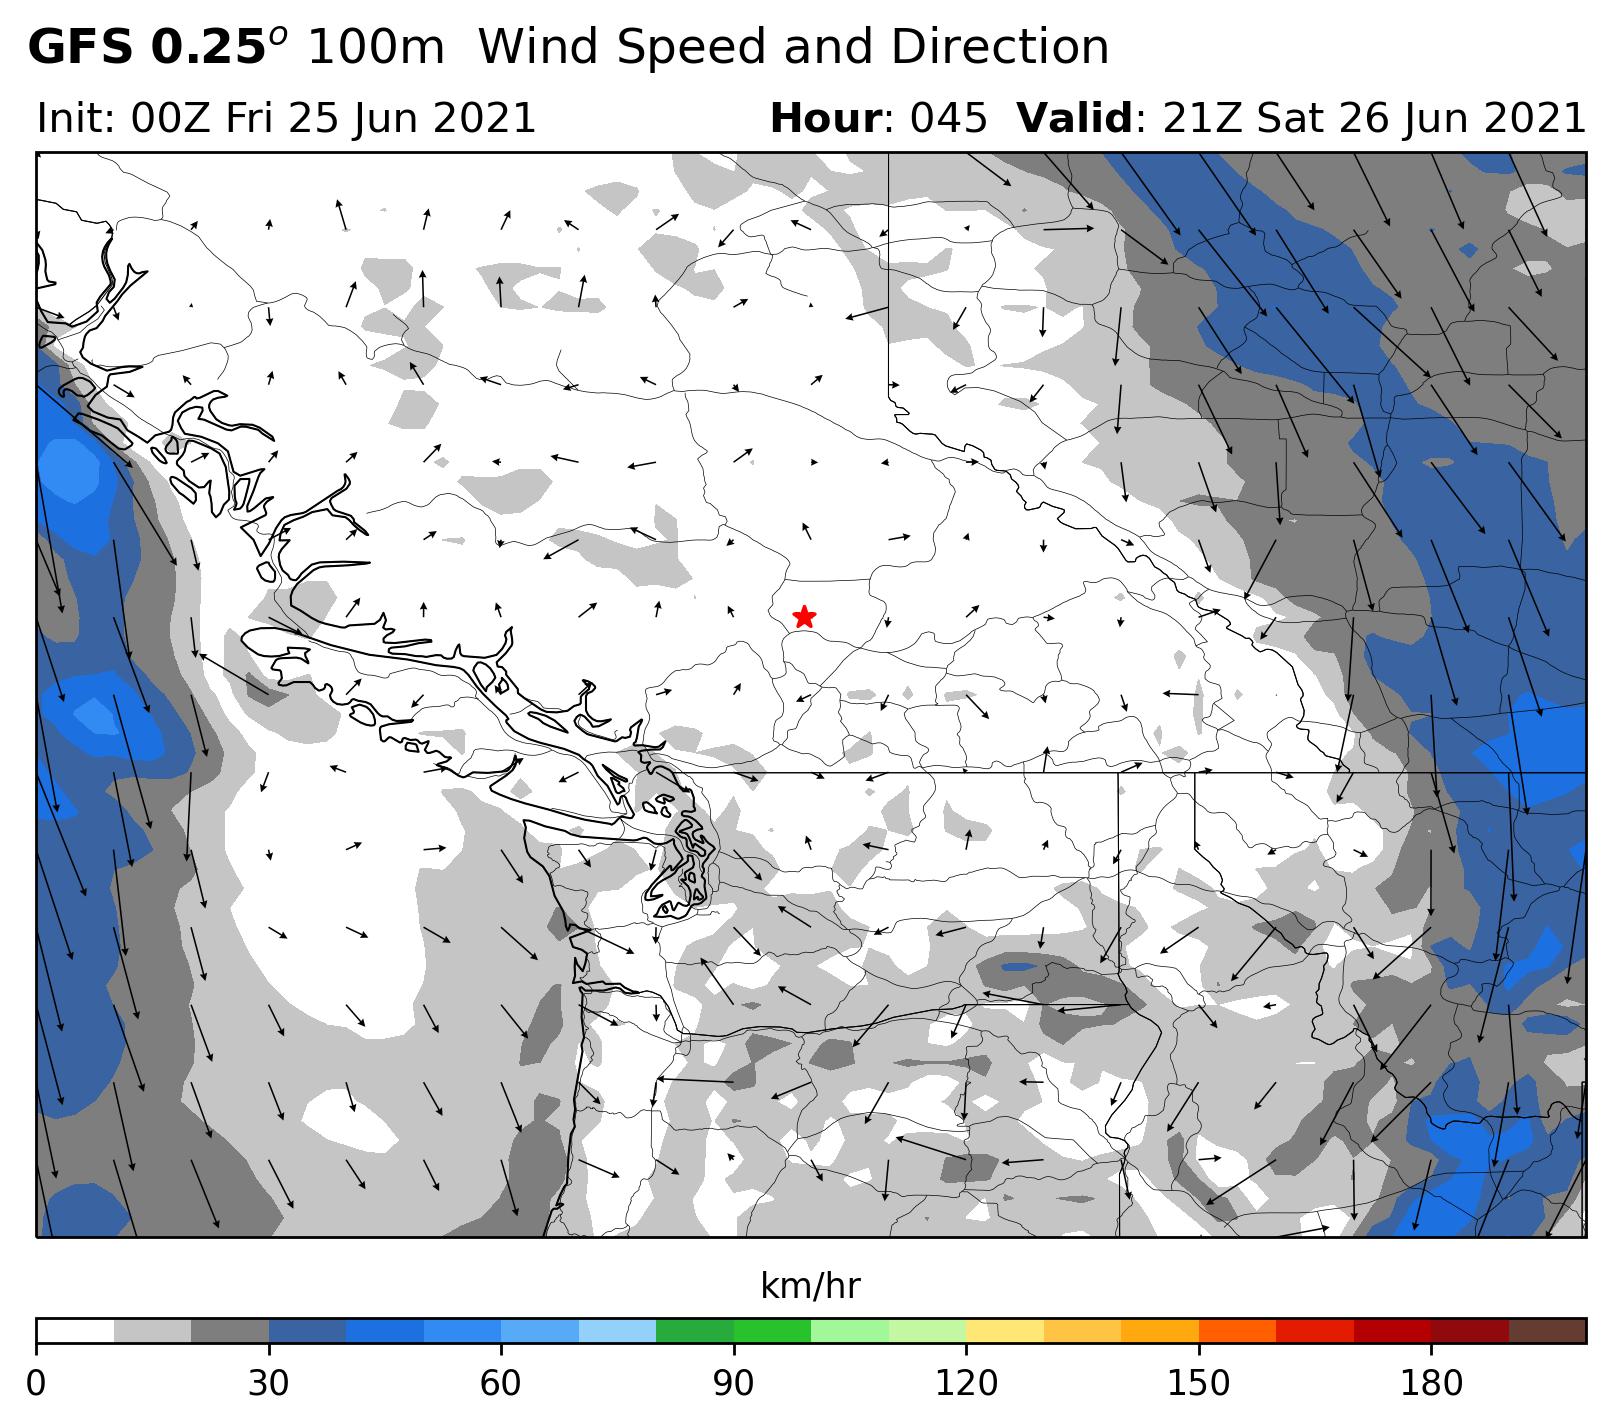 GFS 0.25° 100m Wind Speed and Direction
Init: 00Z Fri 25 Jun 2021 Hour: 045 Valid: 21Z Sat 26 Jun 2021
km/hr
0 30 60 90 120 150 180